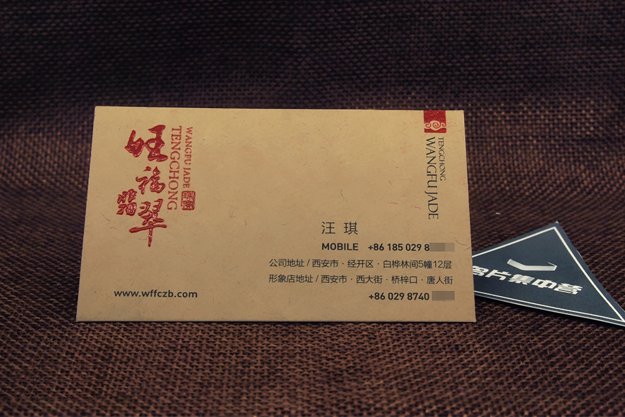 旺福翡翠
WANGFU JADE
TENGCHONG
TENGCHONG
WANGFU JADE
汪 琪
MOBILE +86 185 029 8
公司地址 / 西安市 · 经开区 · 白桦林间5幢12层
形象店地址 / 西安市 · 西大街 · 桥梓口 · 唐人街
www.wffczb.com
+86 029 8740
名片集中营